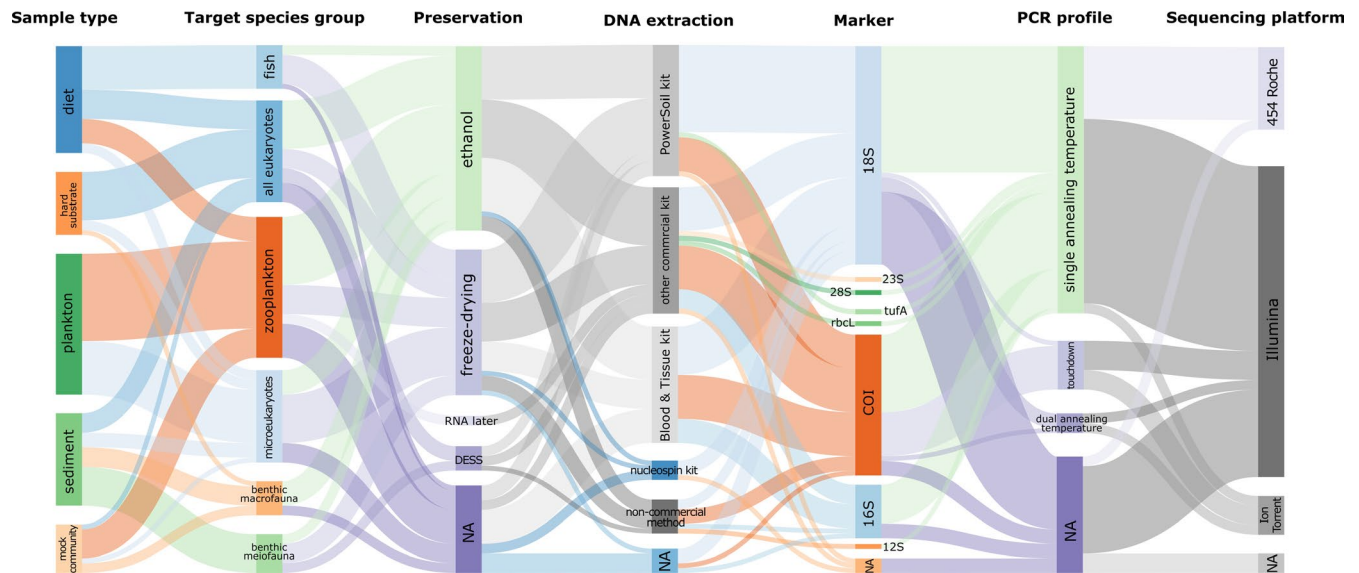 Sample type
Target species group
Preservation
DNA extraction
Marker
PCR profile
Sequencing platform
diet
hard
substrate
plankton
sediment
mock
community
fish
all eukaryotes
zooplankton
microeukaryotes
benthic
macrofauna
benthic
meiofauna
ethanol
freeze-drying
RNA later
DESS
NA
PowerSoil kit
other commrcial kit
Blood & Tissue kit
nucleospin kit
non-commercial
method
NA
18S
23S
28S
tufA
rbcL
COI
16S
12S
NA
single annealing temperature
touchdown
dual annealing
temperature
NA
454 Roche
Illumina
Ion
Torrent
NA